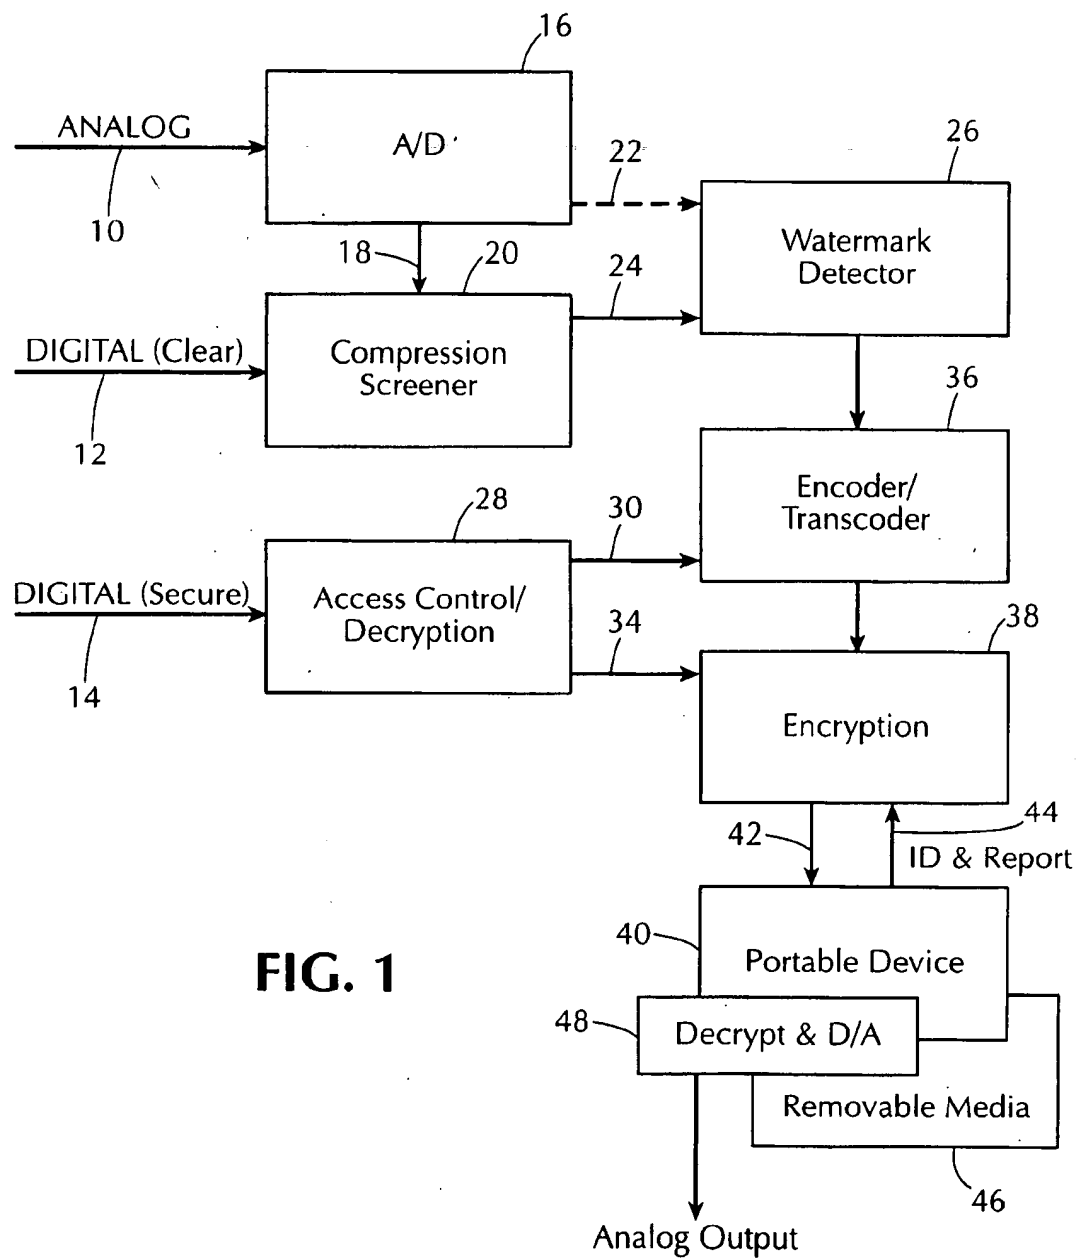 16
ANALOG
A/D
22
26
10
18
20
24
Watermark
Detector
DIGITAL (Clear)
Compression
Screener
12
36
28
30
Encoder/
Transcoder
DIGITAL (Secure)
Access Control/
Decryption
34
38
14
Encryption
42
44
ID & Report
40
Portable Device
FIG. 1
48
Decrypt & D/A
Removable Media
46
Analog Output